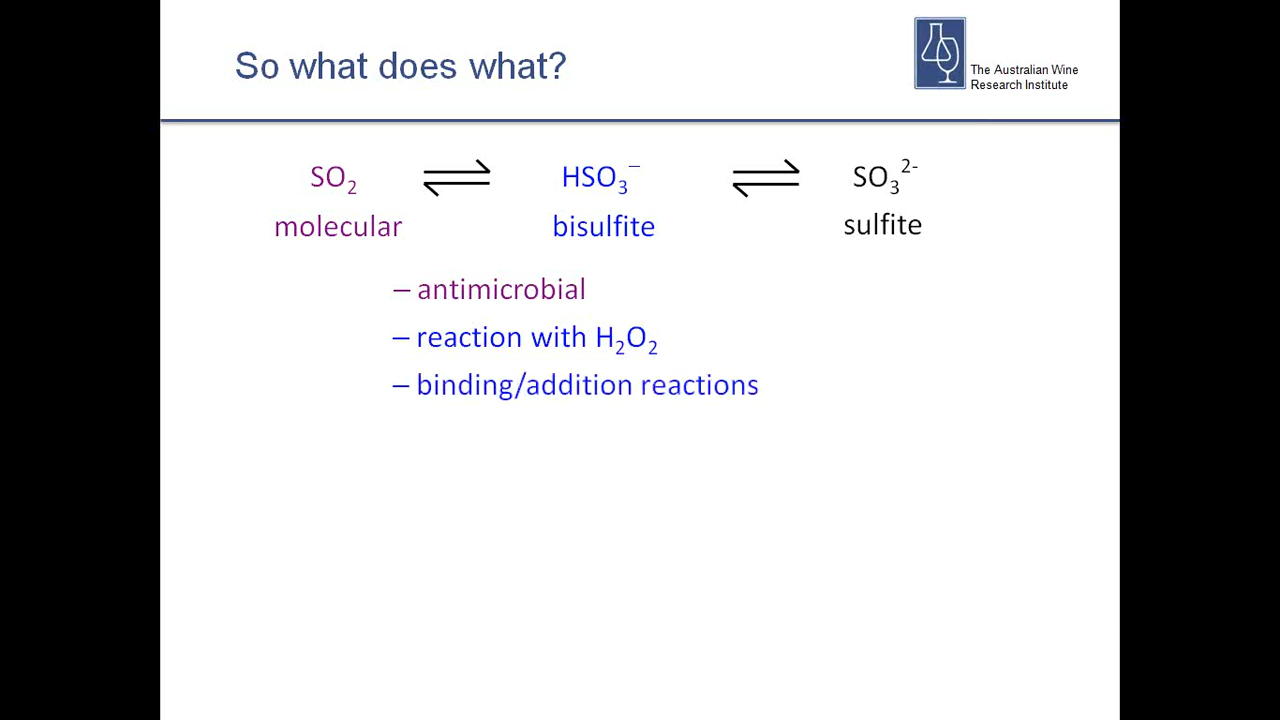 So what does what?
The Australian Wine
Research Institute
SO₂ ⇌ HSO₃⁻ ⇌ SO₃²⁻
molecular bisulfite sulfite
– antimicrobial
– reaction with H₂O₂
– binding/addition reactions